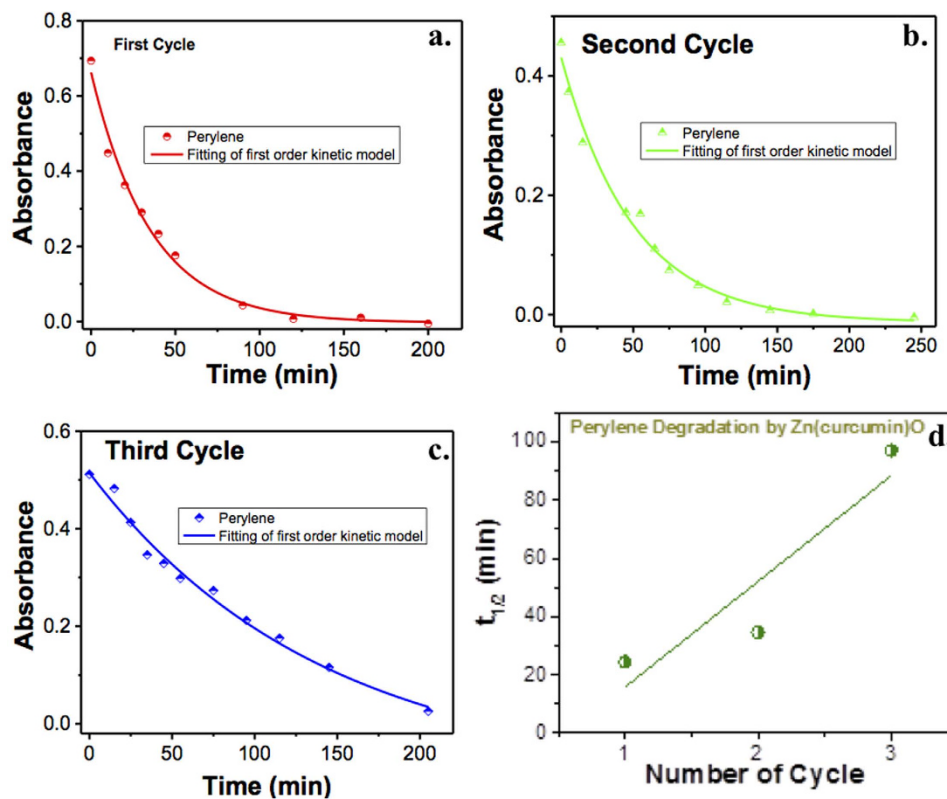 a.
First Cycle
Perylene
Fitting of first order kinetic model
0.8
0.6
0.4
0.2
0.0
Absorbance
0 50 100 150 200
Time (min)
b.
Second Cycle
Perylene
Fitting of first order kinetic model
0.4
0.2
0.0
Absorbance
0 50 100 150 200 250
Time (min)
c.
Third Cycle
Perylene
Fitting of first order kinetic model
0.6
0.4
0.2
0.0
Absorbance
0 50 100 150 200
Time (min)
d.
Perylene Degradation by Zn(curcumin)O
100
80
60
40
20
0
t1/2 (min)
1 2 3
Number of Cycle